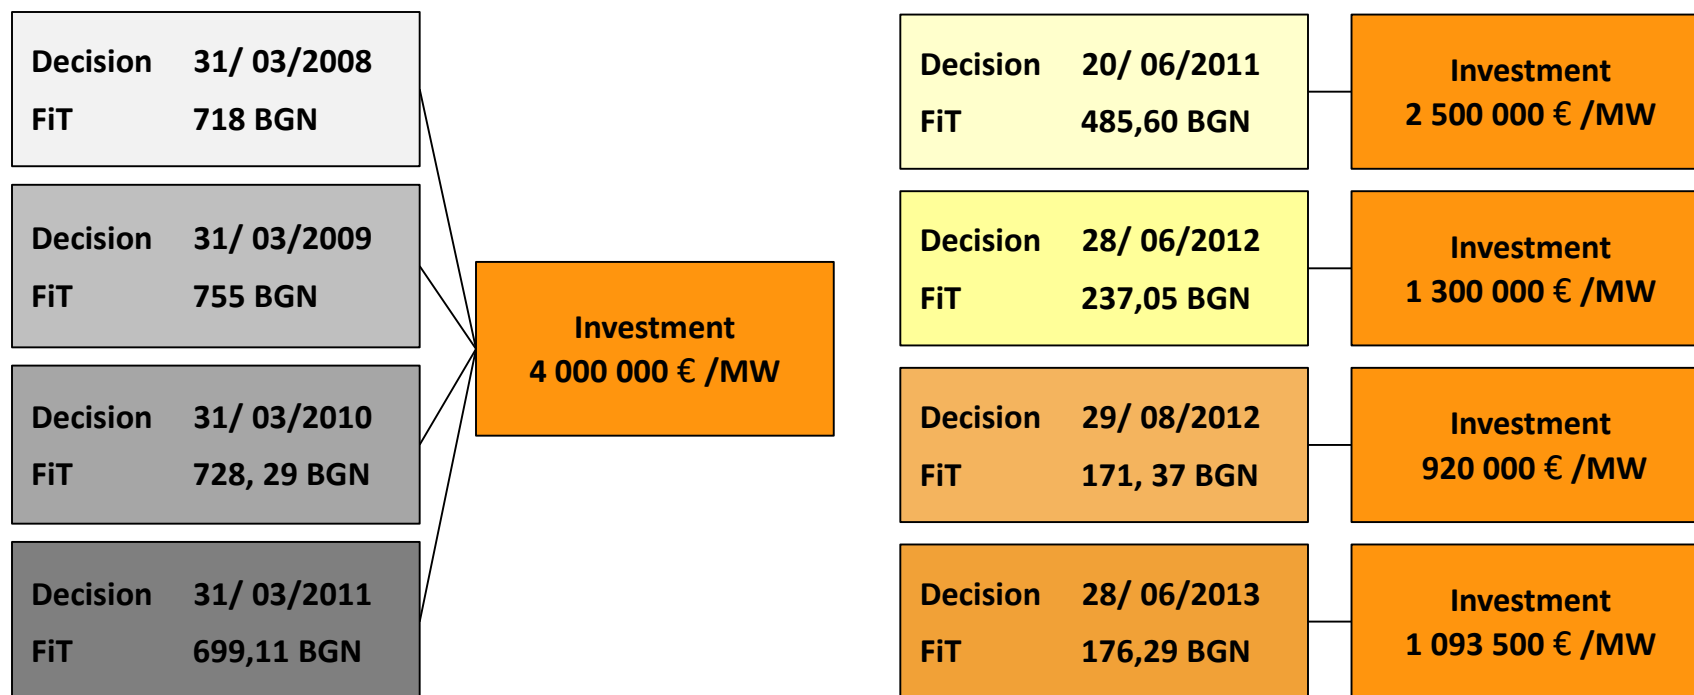 Decision 31/ 03/2008
FiT 718 BGN
Decision 31/ 03/2009
FiT 755 BGN
Decision 31/ 03/2010
FiT 728, 29 BGN
Decision 31/ 03/2011
FiT 699,11 BGN
Investment
4 000 000 € /MW
Decision 20/ 06/2011
FiT 485,60 BGN
Investment
2 500 000 € /MW
Decision 28/ 06/2012
FiT 237,05 BGN
Investment
1 300 000 € /MW
Decision 29/ 08/2012
FiT 171, 37 BGN
Investment
920 000 € /MW
Decision 28/ 06/2013
FiT 176,29 BGN
Investment
1 093 500 € /MW